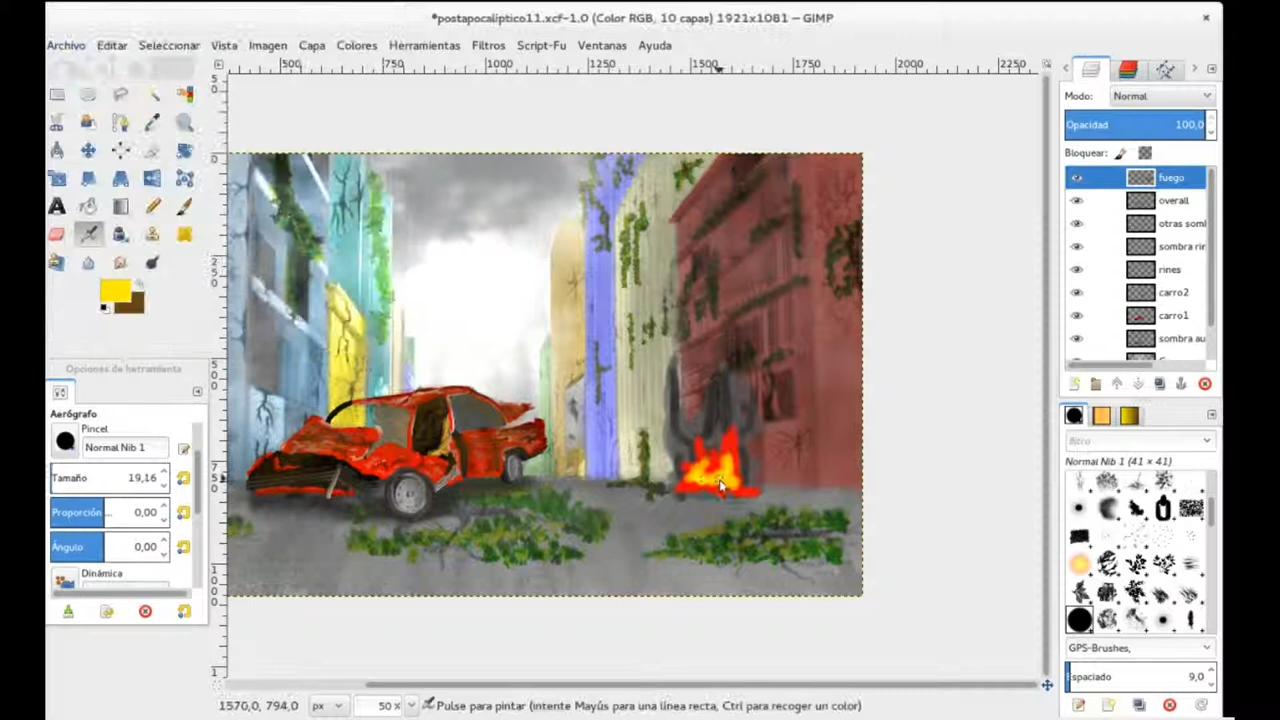 *postapocaliptico11.xcf-1.0 (Color RGB, 10 capas) 1921x1081 – GIMP
Archivo Editar Seleccionar Vista Imagen Capa Colores Herramientas Filtros Script-Fu Ventanas Ayuda
500 750 1000 1250 1500 1750 2000 2250
Modo: Normal
Opacidad 100,0
Bloquear:
fuego
overall
otras soml
sombra rir
rines
carro2
carro1
sombra au
Opciones de herramienta
Aerógrafo
Pincel
Normal Nib 1
Tamaño 19,16
Proporción... 0,00
Ángulo 0,00
Dinámica
filtro
Normal Nib 1 (41 × 41)
GPS-Brushes,
espaciado 9,0
1570,0, 794,0 px 50 % Pulse para pintar (intente Mayús para una línea recta, Ctrl para recoger un color)